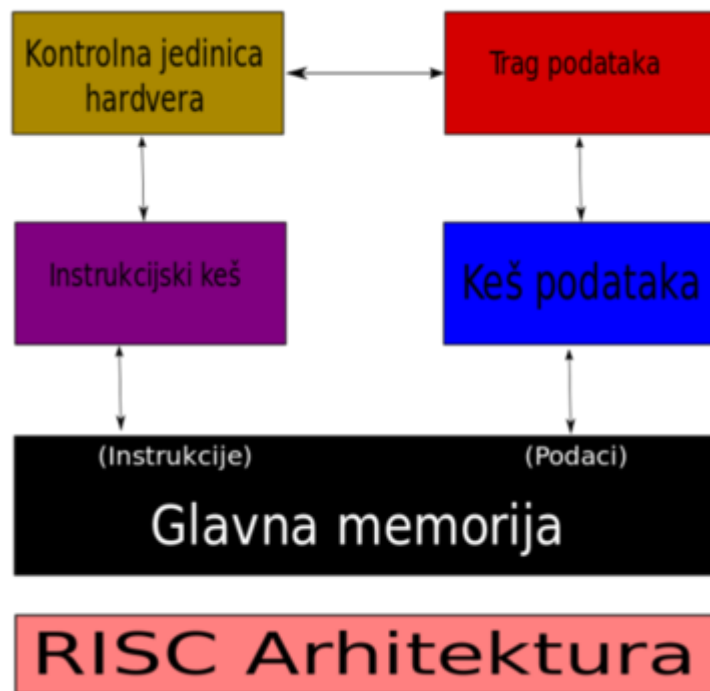 Kontrolna jedinica
hardvera
Trag podataka
Instrukcijski keš
Keš podataka
(Instrukcije)
(Podaci)
Glavna memorija
RISC Arhitektura